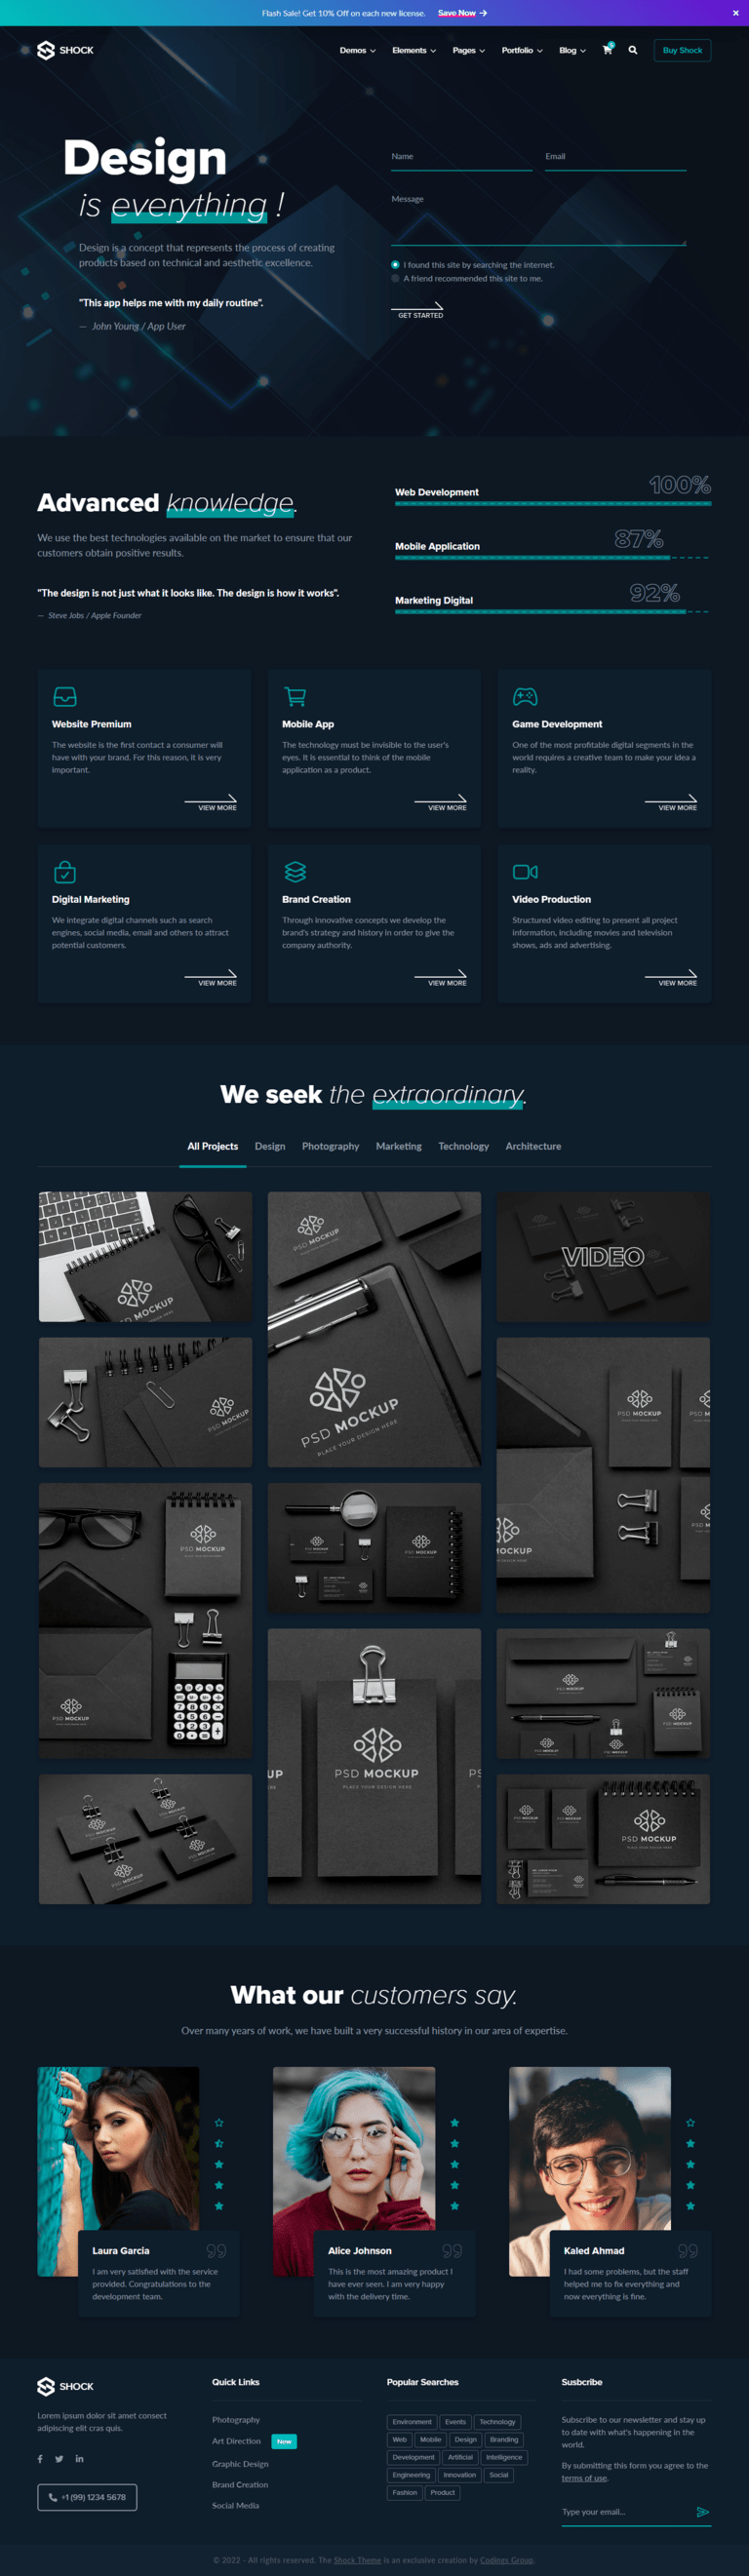 Flash Sale! Get 10% Off on each new license. Save Now
SHOCK
Demos Elements Pages Portfolio Blog Buy Shock
Design
is everything !
Design is a concept that represents the process of creating
products based on technical and aesthetic excellence.
"This app helps me with my daily routine".
— John Young / App User
Name Email
Message
I found this site by searching the internet.
A friend recommended this site to me.
GET STARTED
Advanced knowledge.
We use the best technologies available on the market to ensure that our
customers obtain positive results.
"The design is not just what it looks like. The design is how it works".
— Steve Jobs / Apple Founder
Web Development 100%
Mobile Application 87%
Marketing Digital 92%
Website Premium
The website is the first contact a consumer will
have with your brand. For this reason, it is very
important.
VIEW MORE
Mobile App
The technology must be invisible to the user's
eyes. It is essential to think of the mobile
application as a product.
VIEW MORE
Game Development
One of the most profitable digital segments in the
world requires a creative team to make your idea a
reality.
VIEW MORE
Digital Marketing
We integrate digital channels such as search
engines, social media, email and others to attract
potential customers.
VIEW MORE
Brand Creation
Through innovative concepts we develop the
brand's strategy and history in order to give the
company authority.
VIEW MORE
Video Production
Structured video editing to present all project
information, including movies and television
shows, ads and advertising.
VIEW MORE
We seek the extraordinary.
All Projects Design Photography Marketing Technology Architecture
PSD MOCKUP
VIDEO
PSD MOCKUP
PLACE YOUR DESIGN HERE
PSD MOCKUP
PSD MOCKUP
PSD MOCKUP
PSD MOCKUP
PSD MOCKUP
PSD MOCKUP
PLACE YOUR DESIGN HERE
PSD MOCKUP
What our customers say.
Over many years of work, we have built a very successful history in our area of expertise.
Laura Garcia
I am very satisfied with the service
provided. Congratulations to the
development team.
Alice Johnson
This is the most amazing product I
have ever seen. I am very happy
with the delivery time.
Kaled Ahmad
I had some problems, but the staff
helped me to fix everything and
now everything is fine.
SHOCK
Lorem ipsum dolor sit amet consect
adipiscing elit cras quis.
+1 (99) 1234 5678
Quick Links
Photography
Art Direction New
Graphic Design
Brand Creation
Social Media
Popular Searches
Environment Events Technology
Web Mobile Design Branding
Development Artificial Intelligence
Engineering Innovation Social
Fashion Product
Susbcribe
Subscribe to our newsletter and stay up
to date with what's happening in the
world.
By submitting this form you agree to the
terms of use.
Type your email...
© 2022 - All rights reserved. The Shock Theme is an exclusive creation by Codings Group.